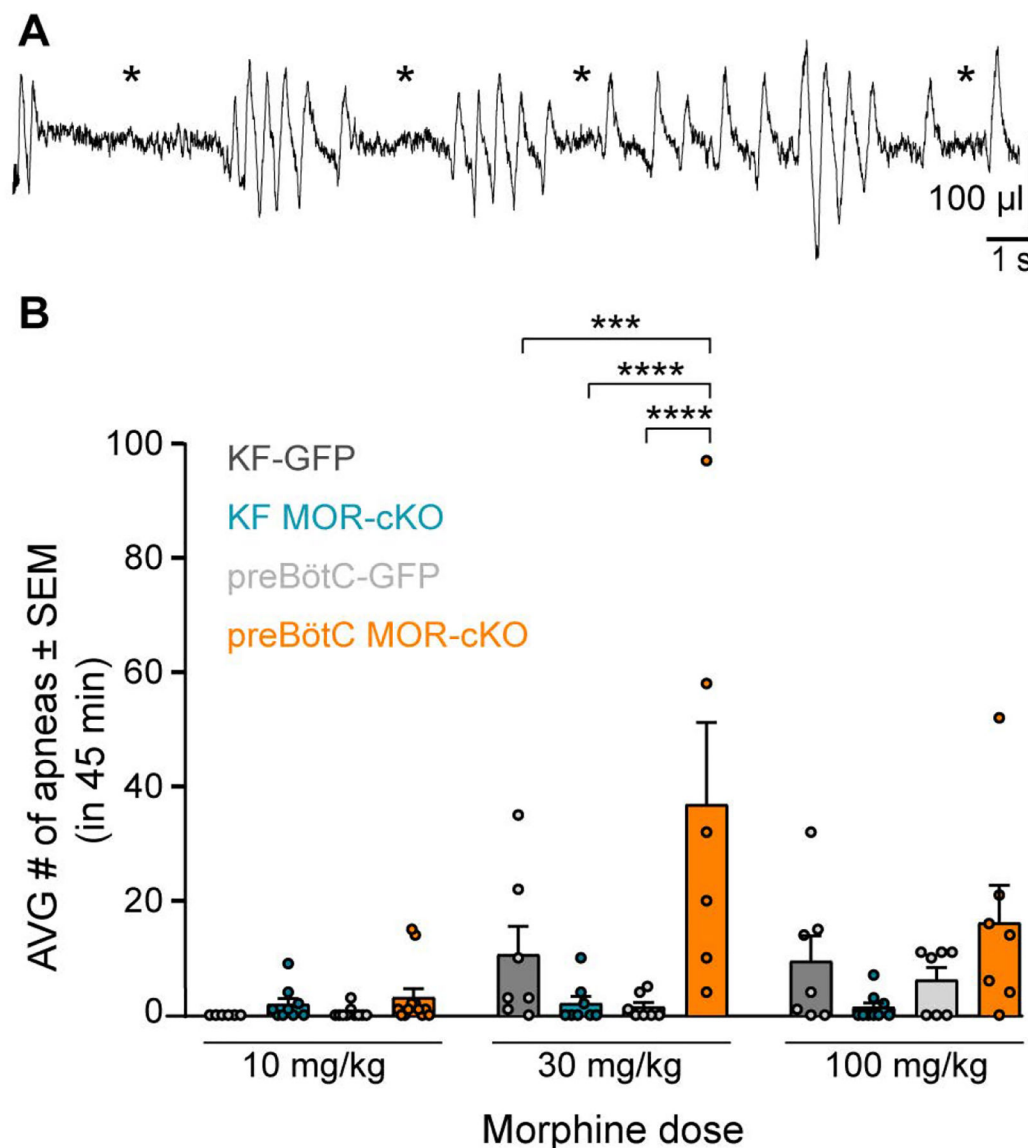 A
* * * *
100 µl
1 s
B
***
****
****
100
KF-GFP
KF MOR-cKO
80
preBötC-GFP
preBötC MOR-cKO
60
40
20
0
AVG # of apneas ± SEM
(in 45 min)
10 mg/kg 30 mg/kg 100 mg/kg
Morphine dose